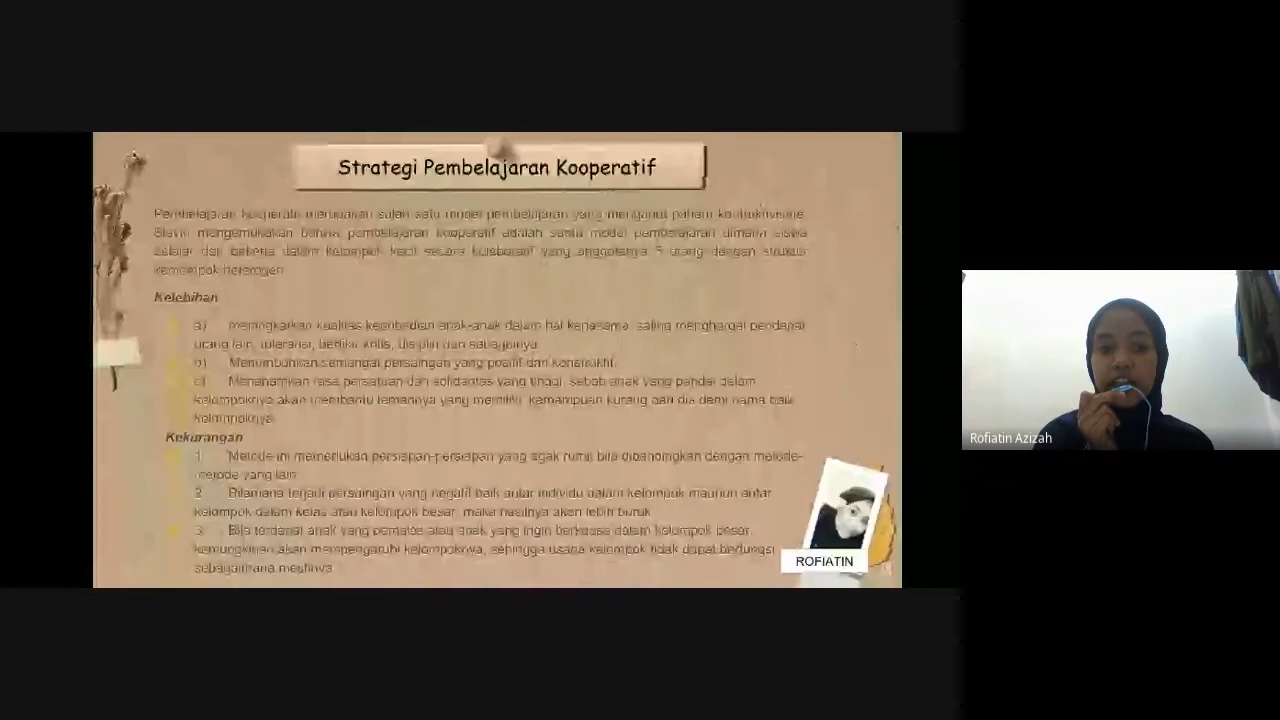 Strategi Pembelajaran Kooperatif
Pembelajaran kooperatif merupakan salah satu model pembelajaran yang menganut paham kontruktivisme.
Slavin mengemukakan bahwa pembelajaran kooperatif adalah suatu model pembelajaran dimana siswa
belajar dan bekerja dalam kelompok kecil secara kolaboratif yang anggotanya 5 orang dengan struktur
kelompok heterogen
Kelebihan
a) meningkatkan kualitas kepribadian anak-anak dalam hal kerjasama, saling menghargai pendapat
orang lain, toleransi, berfikir kritis, disiplin dan sebagainya.
b) Menumbuhkan semangat persaingan yang positif dan konstruktif.
c) Menanamkan rasa persatuan dan solidaritas yang tinggi, sebab anak yang pandai dalam
kelompoknya akan membantu temannya yang memiliki kemampuan kurang dari dia demi nama baik
kelompoknya
Kekurangan
1. Metode ini memerlukan persiapan-persiapan yang agak rumit bila dibandingkan dengan metode-
metode yang lain
2. Bilamana terjadi persaingan yang negatif baik antar individu dalam kelompok maupun antar
kelompok dalam kelas atau kelompok besar, maka hasilnya akan lebih buruk
3. Bila terdapat anak yang pemalas atau anak yang ingin berkuasa dalam kelompok besar,
kemungkinan akan mempengaruhi kelompoknya, sehingga usaha kelompok tidak dapat berfungsi
sebagaimana mestinya
ROFIATIN
Rofiatin Azizah